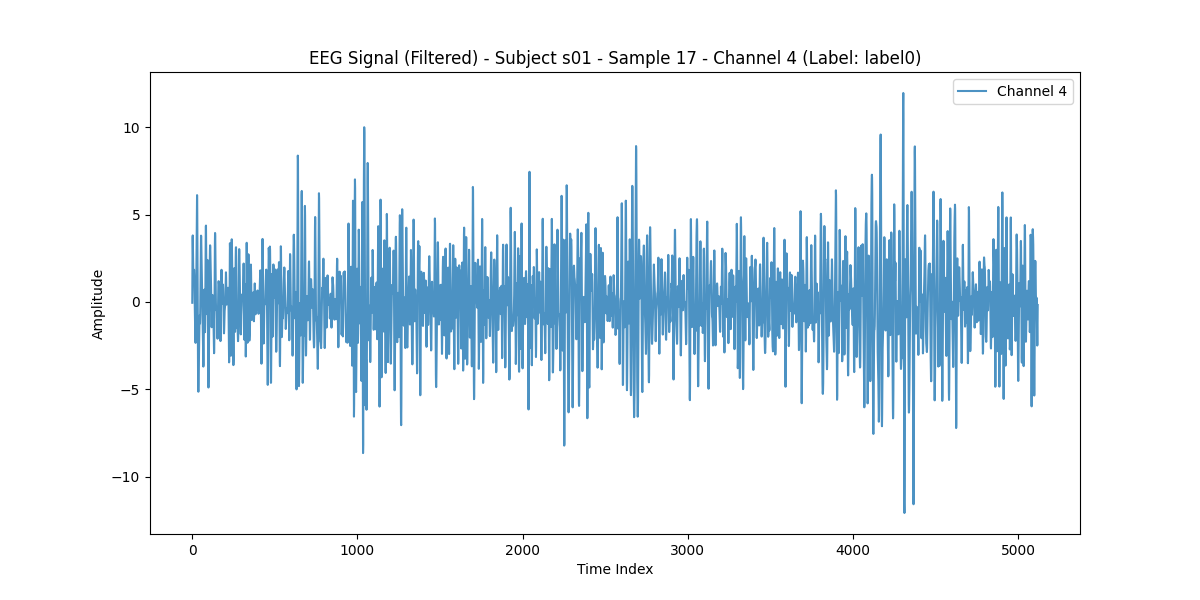 EEG Signal (Filtered) - Subject s01 - Sample 17 - Channel 4 (Label: label0)
Channel 4
10
5
0
−5
−10
Amplitude
0 1000 2000 3000 4000 5000
Time Index